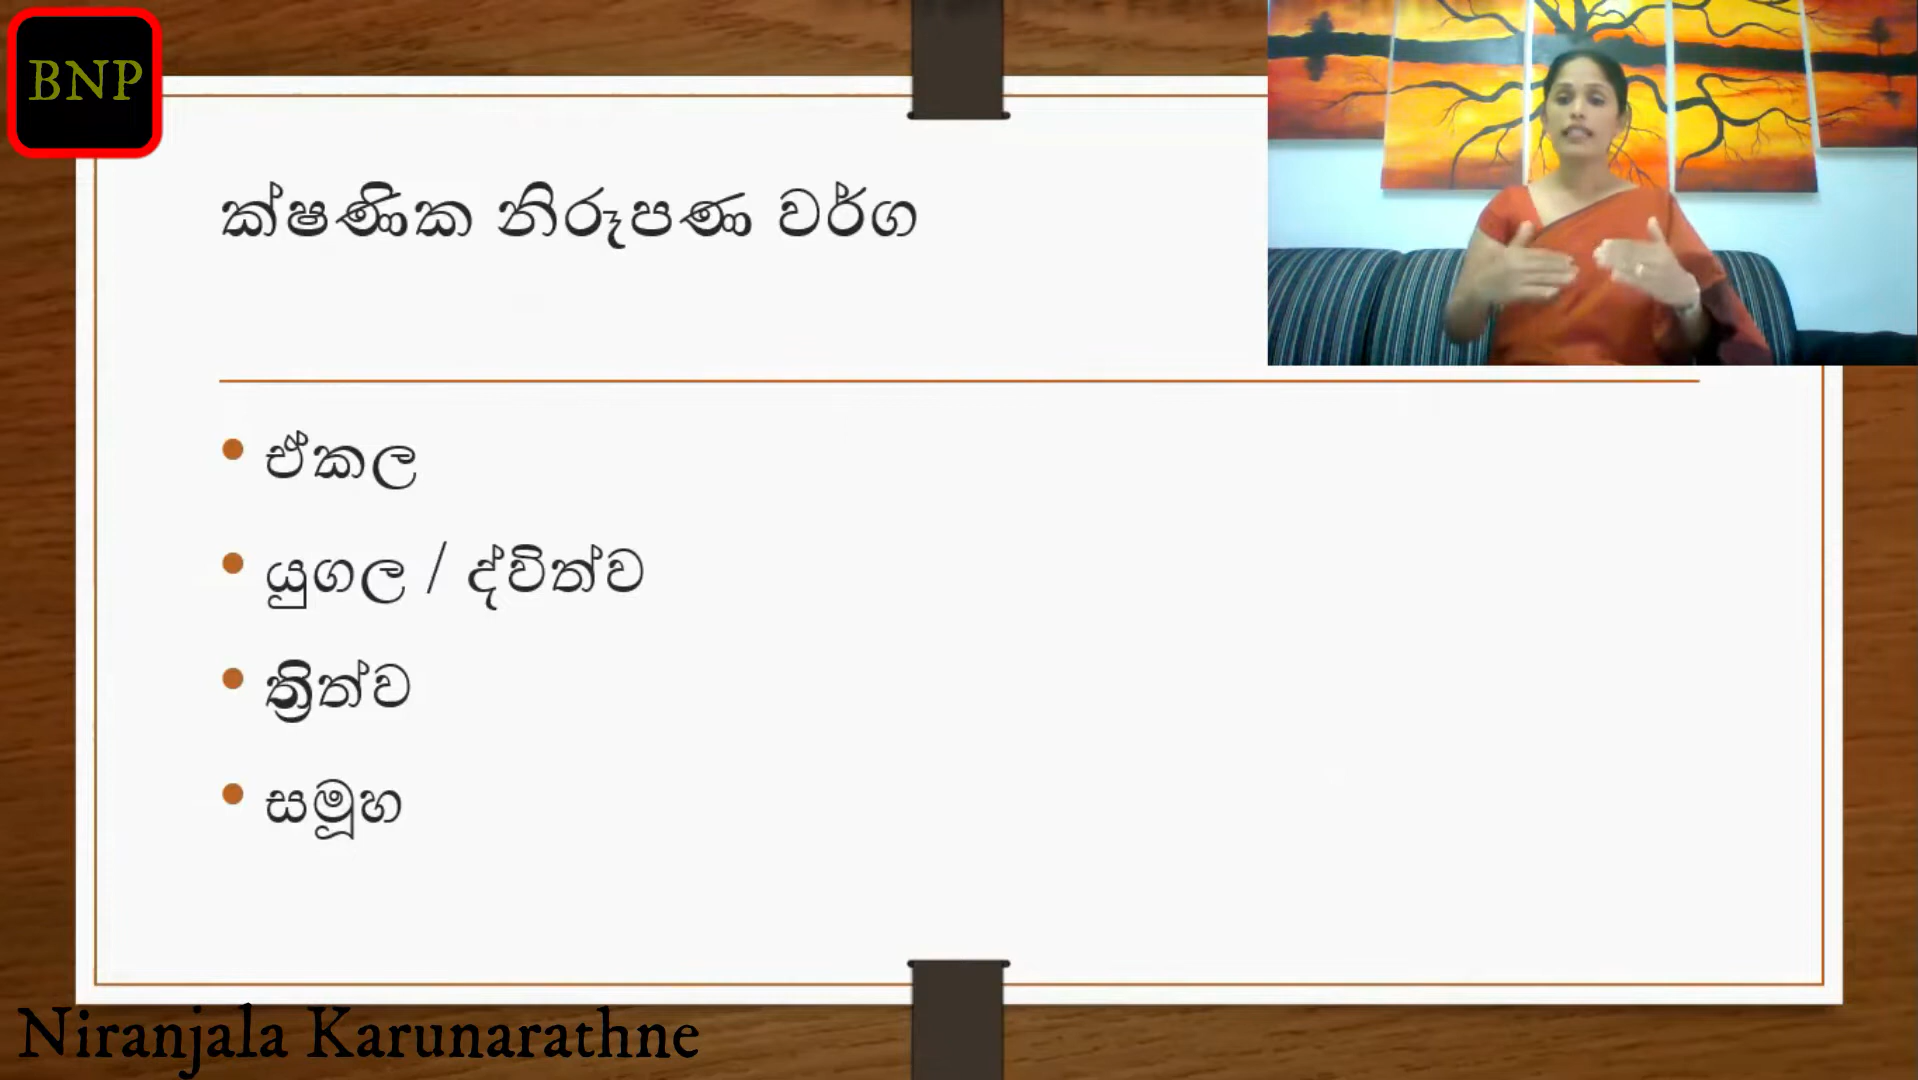 BNP
ක්ෂණික නිරූපණ වර්ග
ඒකල
යුගල / ද්විත්ව
ත්‍රිත්ව
සමූහ
Niranjala Karunarathne